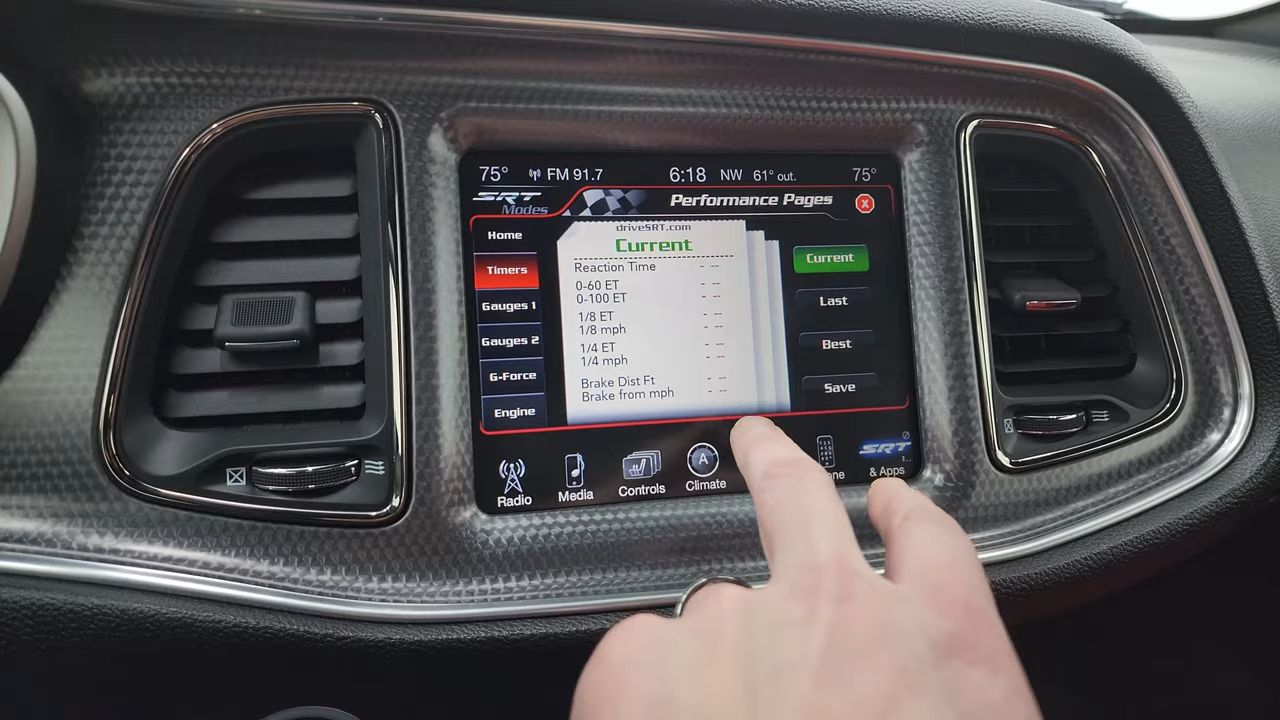 75° FM 91.7 6:18 NW 61° out. 75°
SRT Modes
Performance Pages
X
Home
Timers
Gauges 1
Gauges 2
G-Force
Engine
driveSRT.com
Current
Reaction Time - --
0-60 ET - --
0-100 ET - --
1/8 ET - --
1/8 mph - --
1/4 ET - --
1/4 mph - --
Brake Dist Ft - --
Brake from mph - --
Current
Last
Best
Save
Radio
Media
Controls
A
Climate
ne
SRT
& Apps